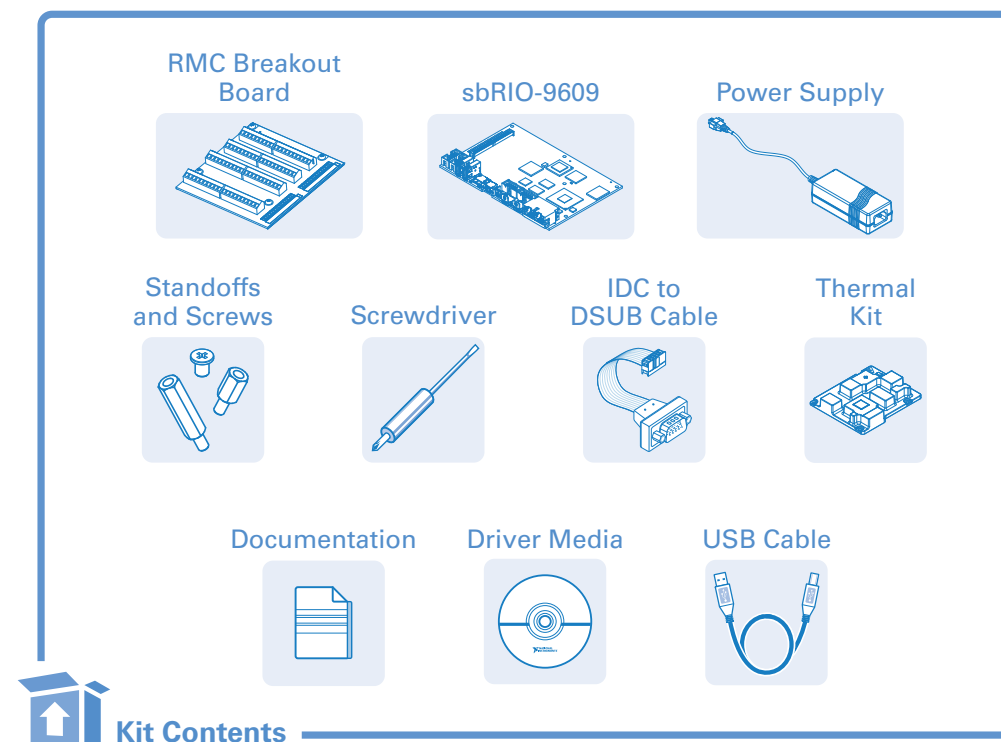 RMC Breakout
Board
sbRIO-9609
Power Supply
Standoffs
and Screws
Screwdriver
IDC to
DSUB Cable
Thermal
Kit
Documentation
Driver Media
USB Cable
Kit Contents